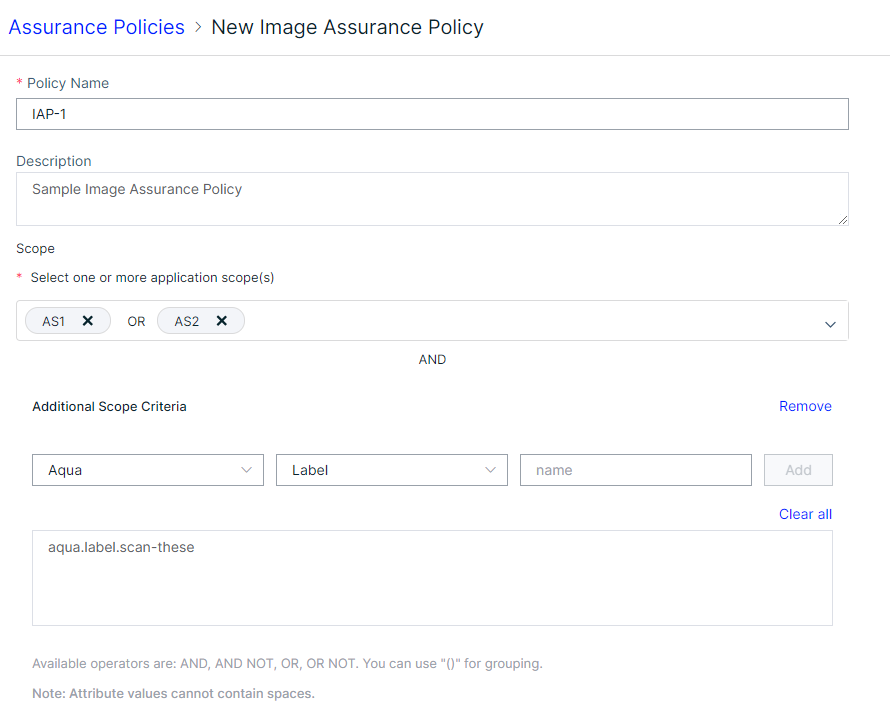 Assurance Policies > New Image Assurance Policy
* Policy Name
IAP-1
Description
Sample Image Assurance Policy
Scope
* Select one or more application scope(s)
AS1 OR AS2
AND
Additional Scope Criteria Remove
Aqua Label name Add
Clear all
aqua.label.scan-these
Available operators are: AND, AND NOT, OR, OR NOT. You can use "()" for grouping.
Note: Attribute values cannot contain spaces.